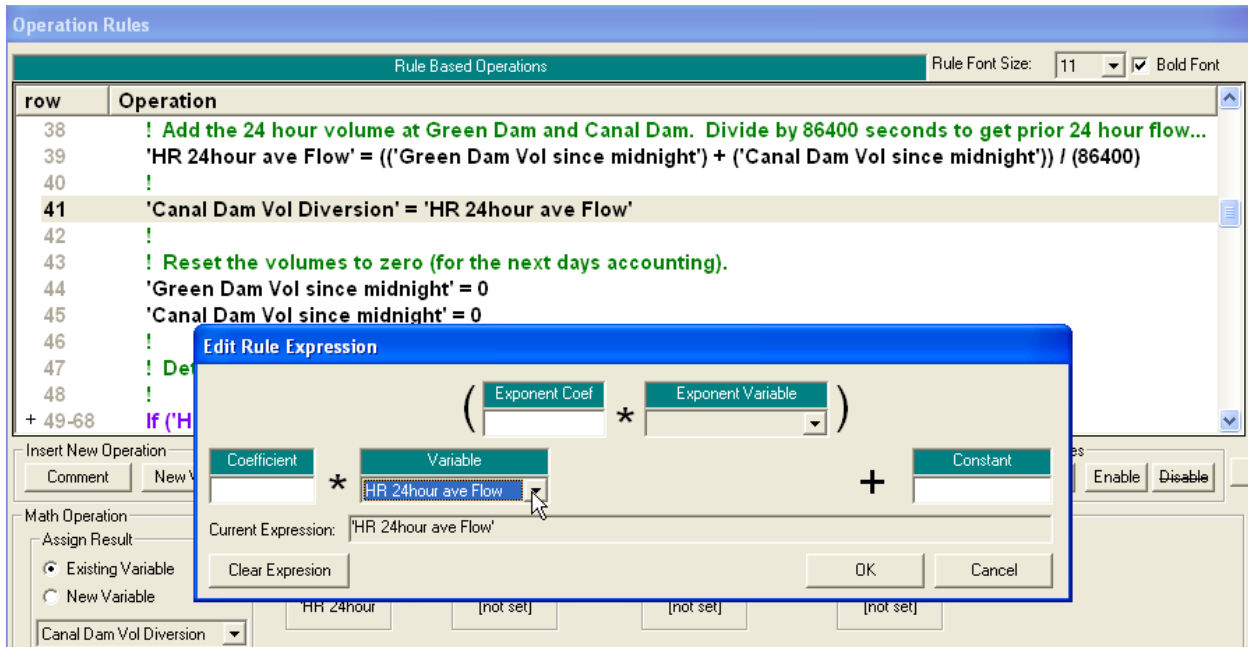 Operation Rules
Rule Based Operations Rule Font Size: 11 Bold Font
row Operation
38 ! Add the 24 hour volume at Green Dam and Canal Dam. Divide by 86400 seconds to get prior 24 hour flow...
39 'HR 24hour ave Flow' = (('Green Dam Vol since midnight') + ('Canal Dam Vol since midnight')) / (86400)
40 !
41 'Canal Dam Vol Diversion' = 'HR 24hour ave Flow'
42 !
43 ! Reset the volumes to zero (for the next days accounting).
44 'Green Dam Vol since midnight' = 0
45 'Canal Dam Vol since midnight' = 0
46 !
47 ! Det
48 !
+ 49-68 If ('H
Edit Rule Expression
( Exponent Coef * Exponent Variable )
Coefficient * Variable + Constant
HR 24hour ave Flow
Current Expression: 'HR 24hour ave Flow'
Clear Expresion OK Cancel
Insert New Operation
Comment New Enable Disable
Math Operation
Assign Result
Existing Variable
New Variable
Canal Dam Vol Diversion
'HR 24hour [not set] [not set] [not set]